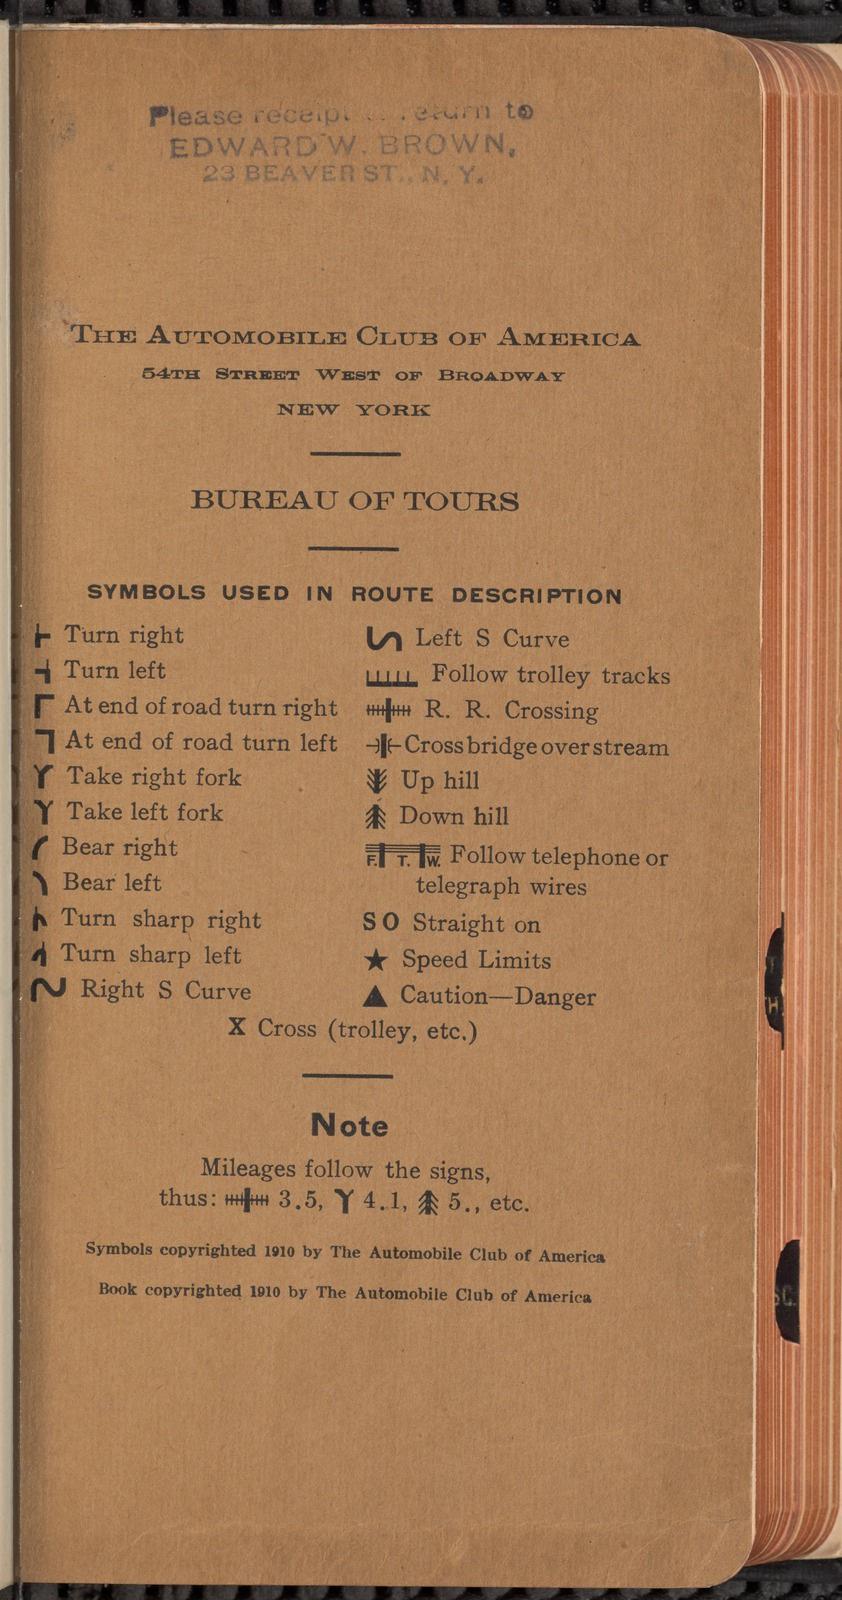 Please receipt return to
EDWARD W. BROWN,
23 BEAVER ST., N. Y.
THE AUTOMOBILE CLUB OF AMERICA
54TH STREET WEST OF BROADWAY
NEW YORK
BUREAU OF TOURS
SYMBOLS USED IN ROUTE DESCRIPTION
Turn right
Turn left
At end of road turn right
At end of road turn left
Take right fork
Take left fork
Bear right
Bear left
Turn sharp right
Turn sharp left
Right S Curve
Left S Curve
Follow trolley tracks
R. R. Crossing
Cross bridge over stream
Up hill
Down hill
F. T. W. Follow telephone or
telegraph wires
SO Straight on
★ Speed Limits
▲ Caution—Danger
X Cross (trolley, etc.)
Note
Mileages follow the signs,
thus: 3.5, 4.1, 5., etc.
Symbols copyrighted 1910 by The Automobile Club of America
Book copyrighted 1910 by The Automobile Club of America